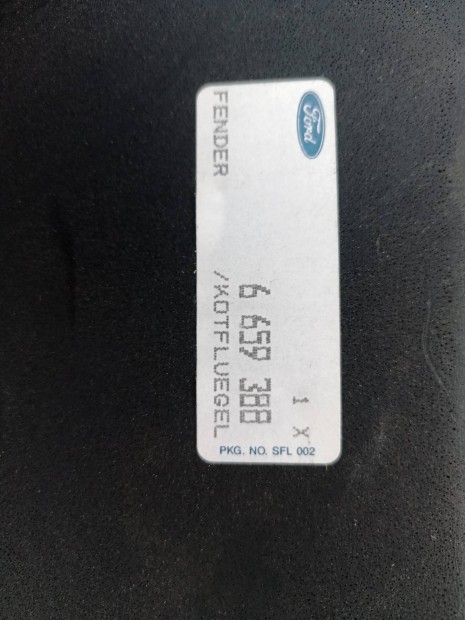 Ford
1 X
6 659 388
FENDER /KOTFLUEGEL
PKG. NO. SFL 002